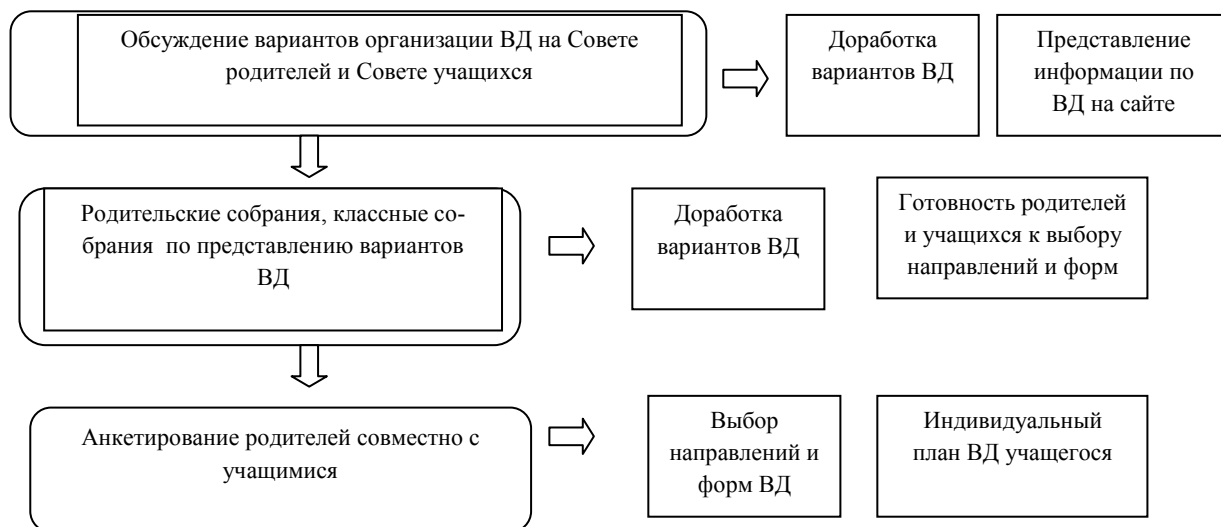 Обсуждение вариантов организации ВД на Совете
родителей и Совете учащихся
Доработка
вариантов ВД
Представление
информации по
ВД на сайте
Родительские собрания, классные со-
брания по представлению вариантов
ВД
Доработка
вариантов ВД
Готовность родителей
и учащихся к выбору
направлений и форм
Анкетирование родителей совместно с
учащимися
Выбор
направлений и
форм ВД
Индивидуальный
план ВД учащегося